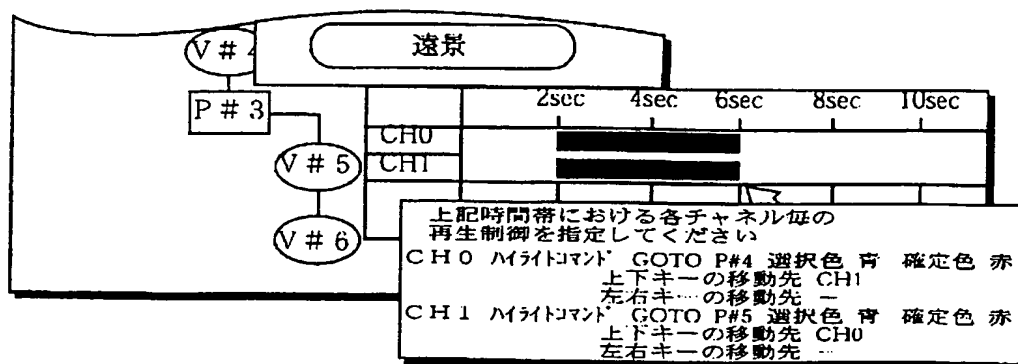 遠景
V#4
P#3
V#5
V#6
2sec 4sec 6sec 8sec 10sec
CH0
CH1
上記時間帯における各チャネル毎の
再生制御を指定してください
CH0 ハイライトコマンド GOTO P#4 選択色 青 確定色 赤
上下キーの移動先 CH1
左右キーの移動先 -
CH1 ハイライトコマンド GOTO P#5 選択色 青 確定色 赤
上下キーの移動先 CH0
左右キーの移動先 -